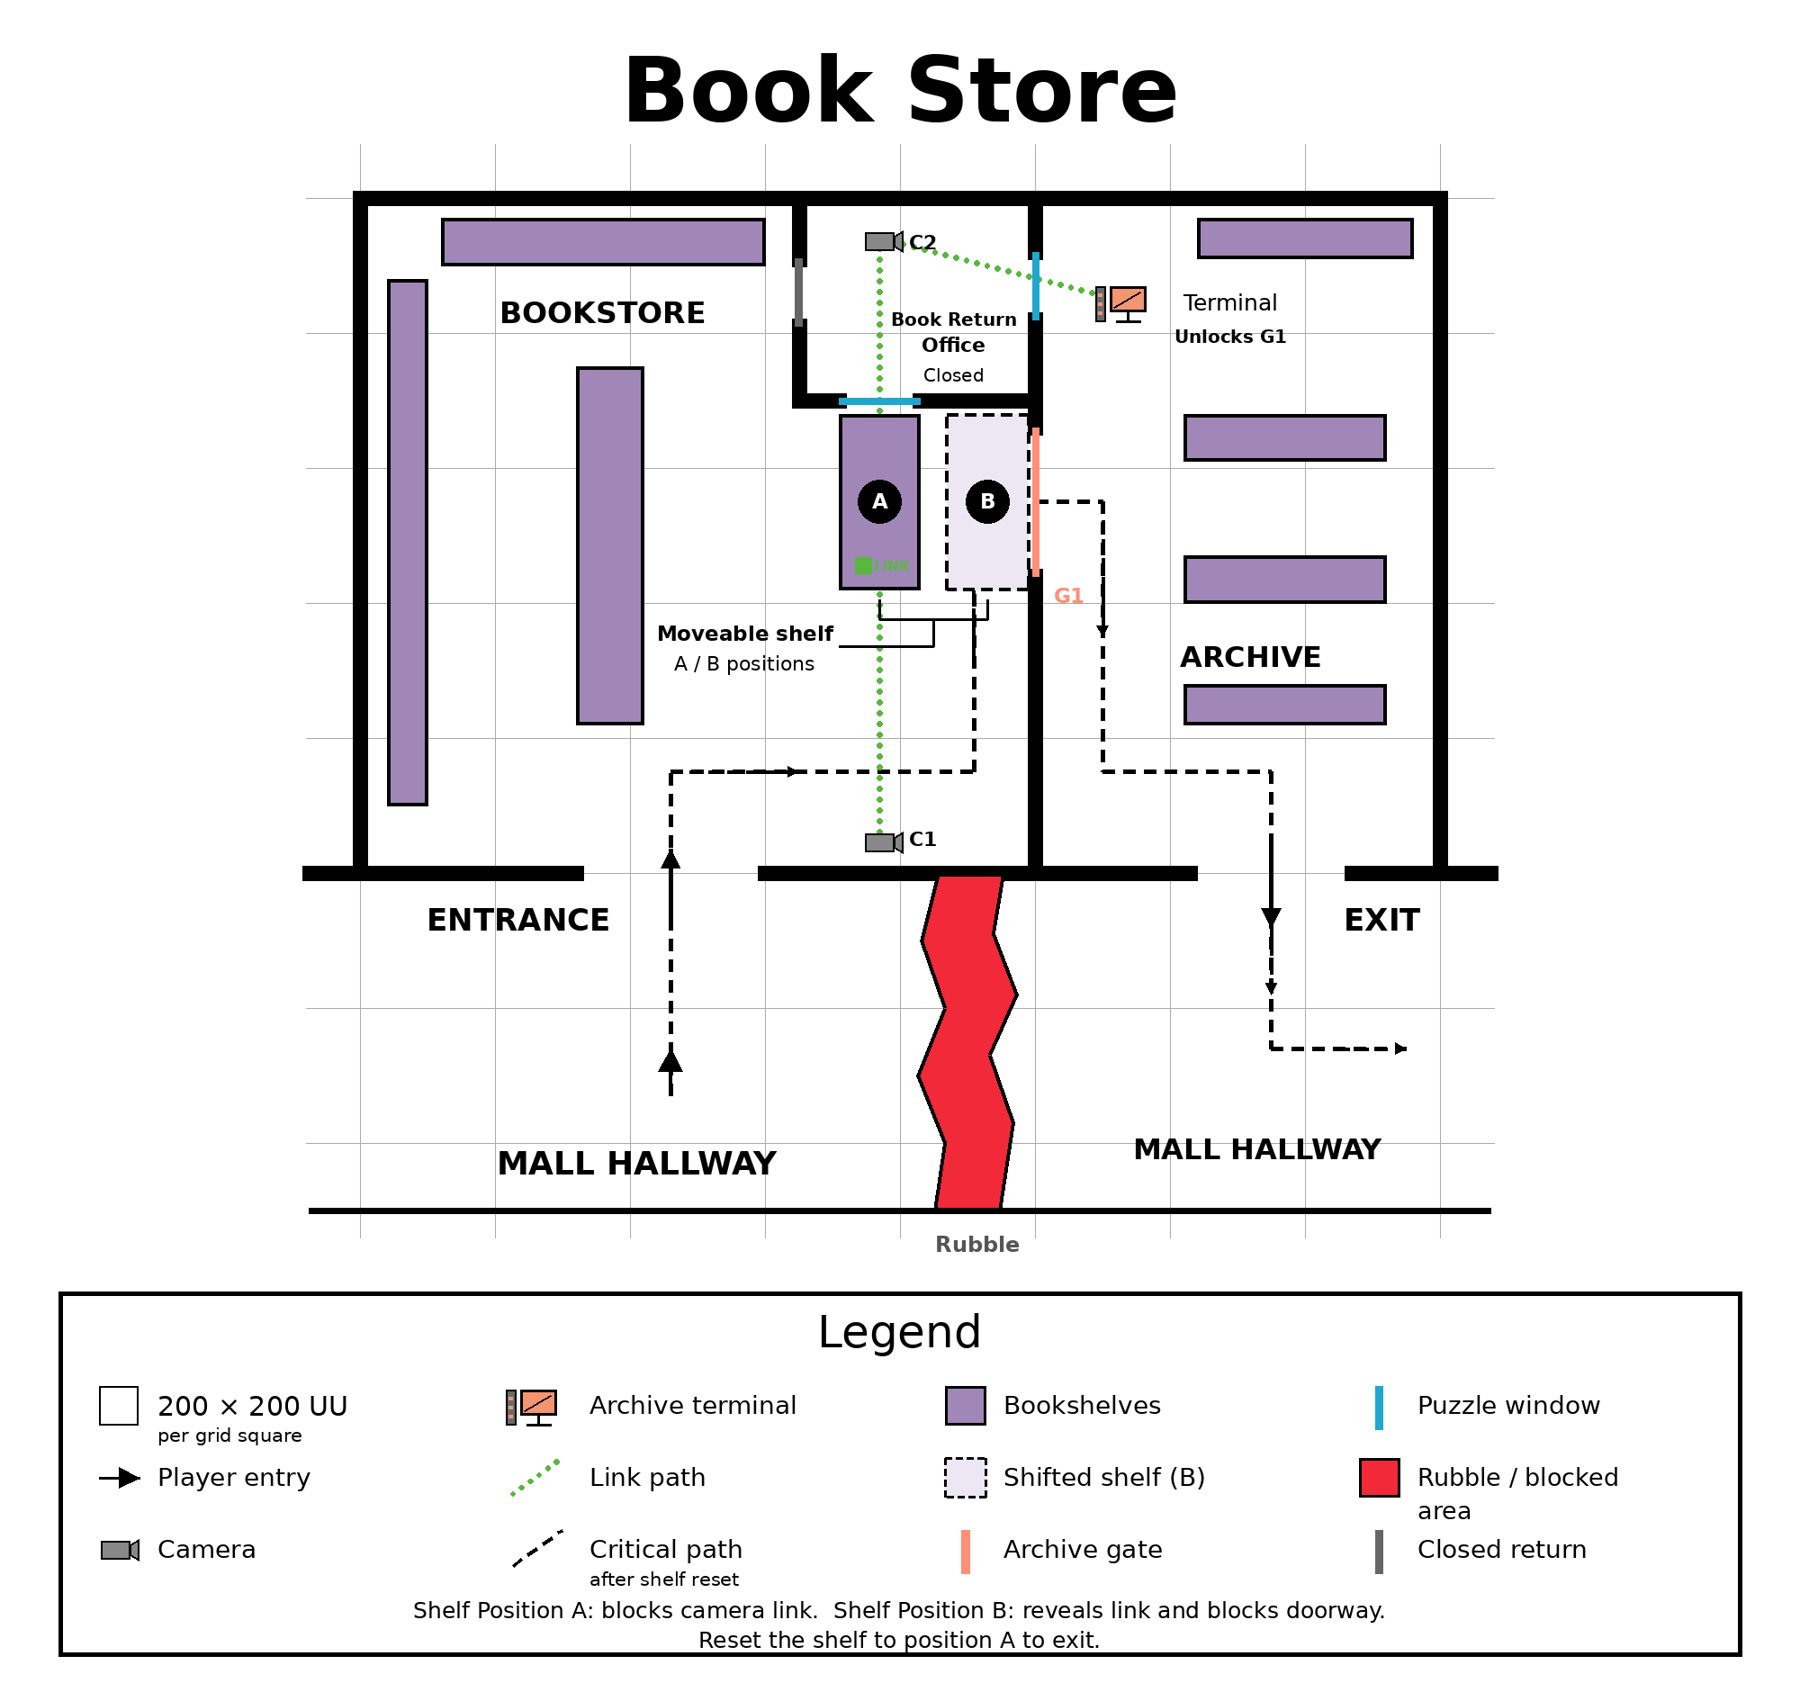 Book Store
C2
BOOKSTORE
Book Return
Office
Closed
Terminal
Unlocks G1
A
B
LINK
G1
Moveable shelf
A / B positions
ARCHIVE
C1
ENTRANCE
EXIT
MALL HALLWAY
MALL HALLWAY
Rubble
Legend
200 × 200 UU
per grid square
Archive terminal
Bookshelves
Puzzle window
Player entry
Link path
Shifted shelf (B)
Rubble / blocked
area
Camera
Critical path
after shelf reset
Archive gate
Closed return
Shelf Position A: blocks camera link.  Shelf Position B: reveals link and blocks doorway.
Reset the shelf to position A to exit.